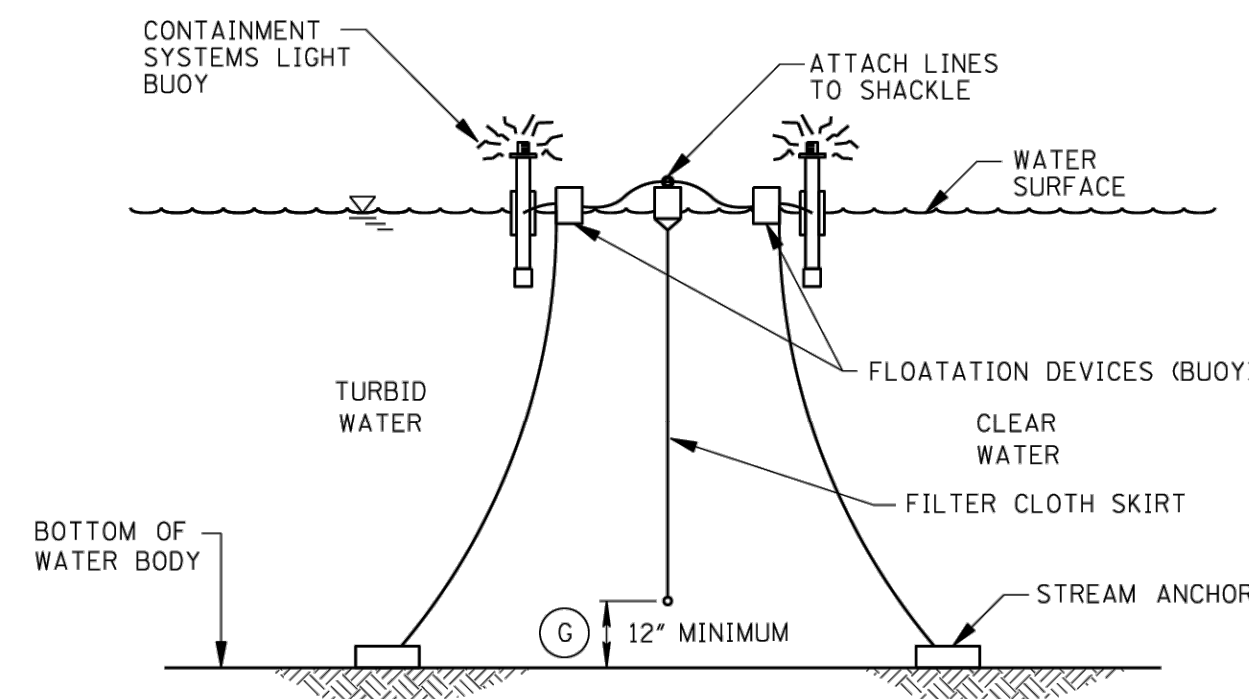 CONTAINMENT
SYSTEMS LIGHT
BUOY
ATTACH LINES
TO SHACKLE
WATER
SURFACE
FLOATATION DEVICES
TURBID
WATER
CLEAR
WATER
FILTER CLOTH SKIRT
BOTTOM OF
WATER BODY
STREAM ANCHOR
G
12" MINIMUM